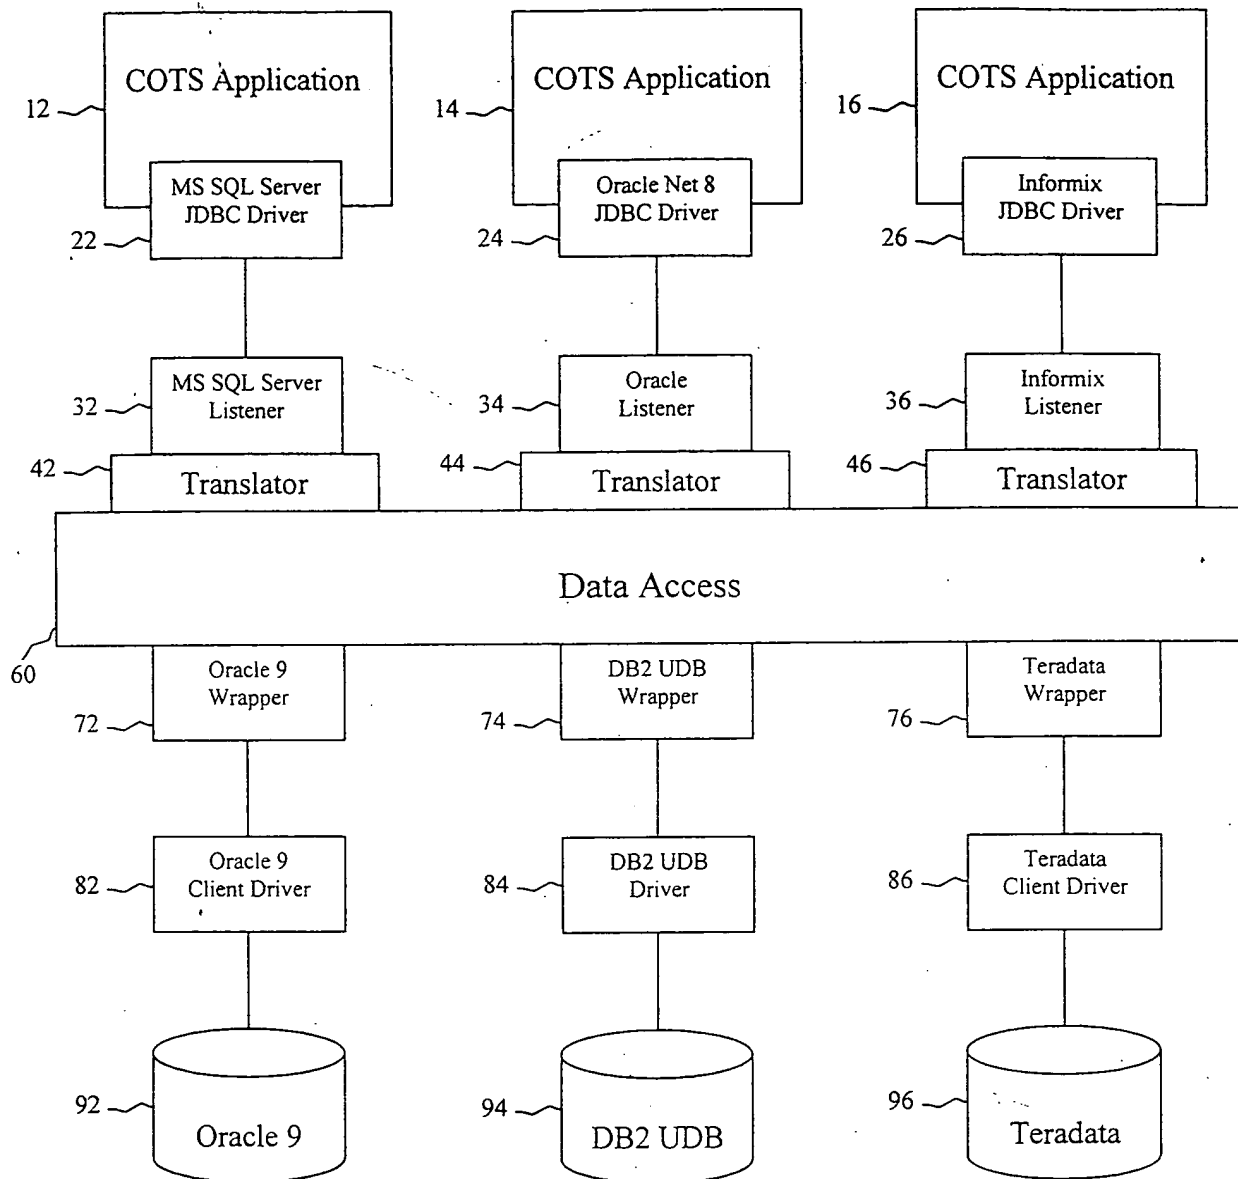 COTS Application
COTS Application
COTS Application
12
14
16
MS SQL Server
JDBC Driver
Oracle Net 8
JDBC Driver
Informix
JDBC Driver
22
24
26
MS SQL Server
Listener
Oracle
Listener
Informix
Listener
32
34
36
42
44
46
Translator
Translator
Translator
Data Access
60
Oracle 9
Wrapper
DB2 UDB
Wrapper
Teradata
Wrapper
72
74
76
Oracle 9
Client Driver
DB2 UDB
Driver
Teradata
Client Driver
82
84
86
92
94
96
Oracle 9
DB2 UDB
Teradata